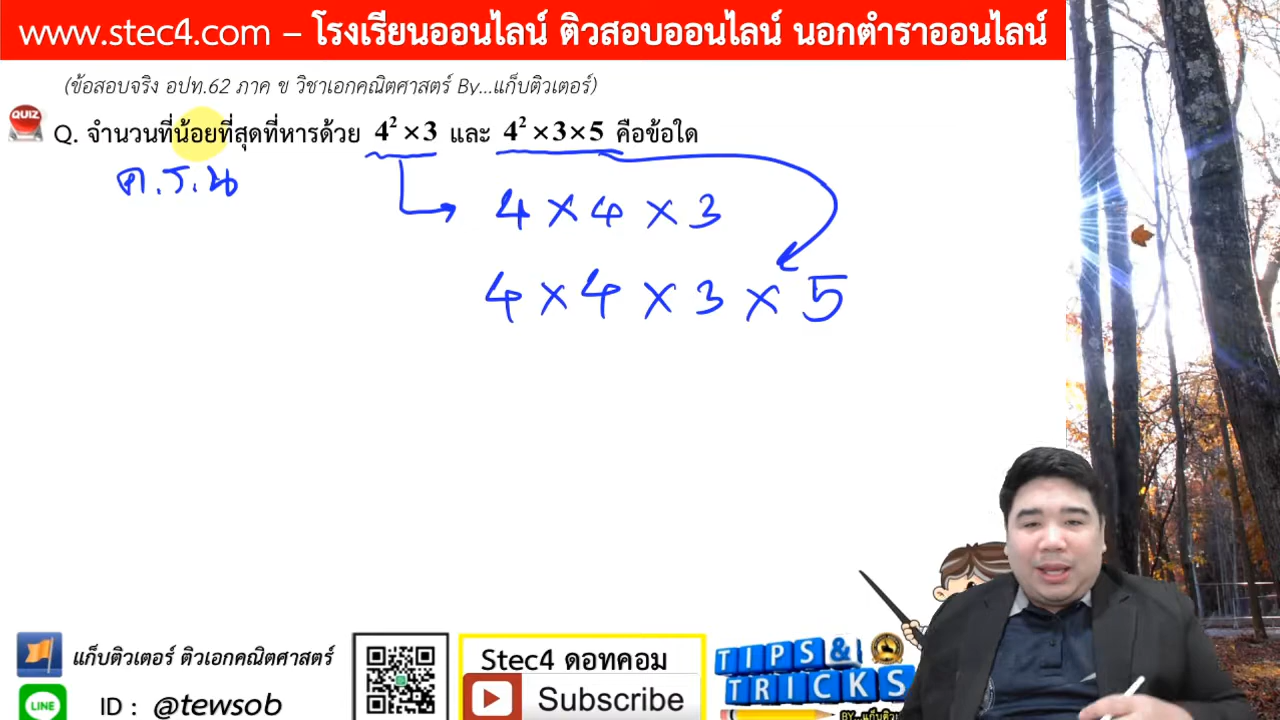 www.stec4.com – โรงเรียนออนไลน์ ติวสอบออนไลน์ นอกตำราออนไลน์
(ข้อสอบจริง อปท.62 ภาค ข วิชาเอกคณิตศาสตร์ By...แก็บติวเตอร์)
QUIZ
Q. จำนวนที่น้อยที่สุดที่หารด้วย 4² × 3 และ 4² × 3 × 5 คือข้อใด
ค.ร.น
4 × 4 × 3
4 × 4 × 3 × 5
แก็บติวเตอร์ ติวเอกคณิตศาสตร์
LINE ID : @tewsob
Stec4 ดอทคอม
Subscribe
TIPS &
TRICKS